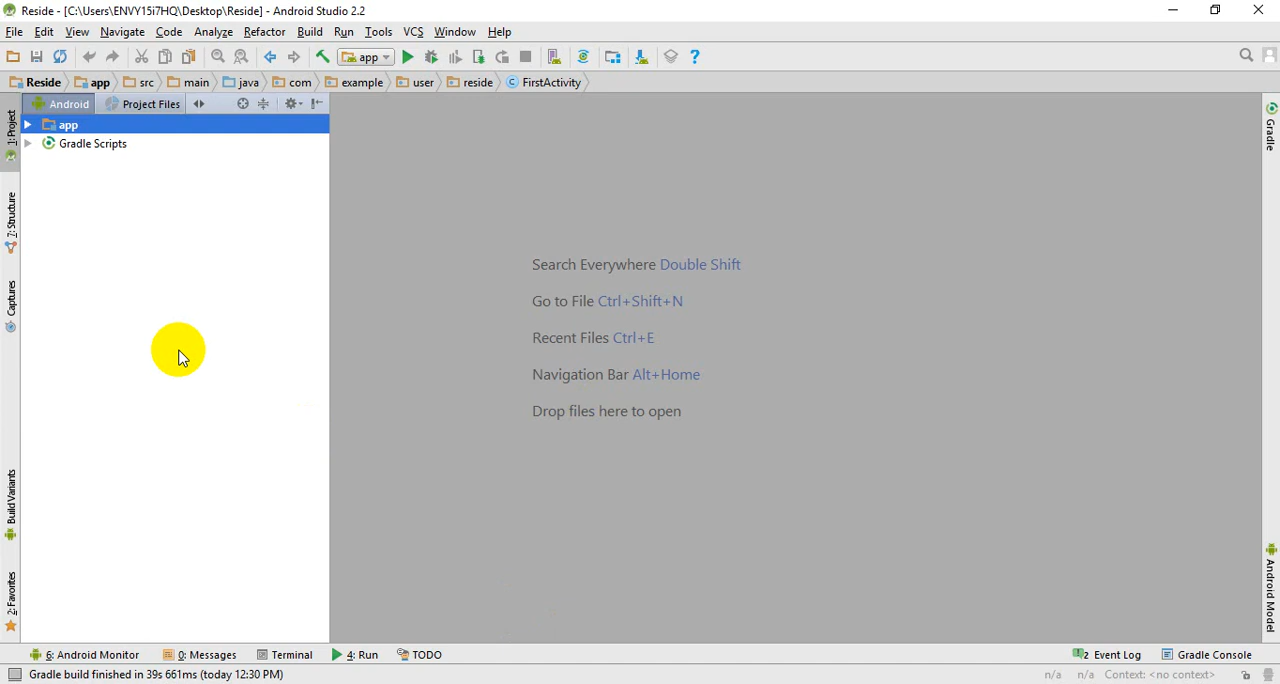 Reside - [C:\Users\ENVY15i7HQ\Desktop\Reside] - Android Studio 2.2
File Edit View Navigate Code Analyze Refactor Build Run Tools VCS Window Help
app
Reside app src main java com example user reside FirstActivity
Android Project Files
app
Gradle Scripts
1: Project
7: Structure
Captures
Build Variants
2: Favorites
Search Everywhere Double Shift
Go to File Ctrl+Shift+N
Recent Files Ctrl+E
Navigation Bar Alt+Home
Drop files here to open
Gradle
Android Model
6: Android Monitor 0: Messages Terminal 4: Run TODO 2 Event Log Gradle Console
Gradle build finished in 39s 661ms (today 12:30 PM) n/a n/a Context: <no context>